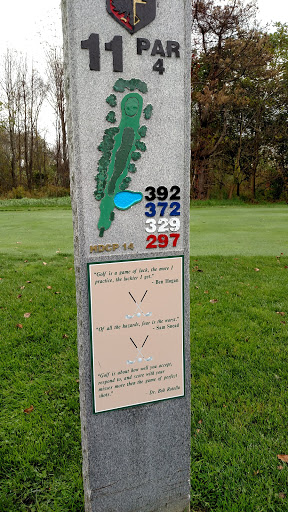 11 PAR
4
392
372
329
297
HDCP 14
"Golf is a game of luck, the more I
practice, the luckier I get."
- Ben Hogan
"Of all the hazards, fear is the worst."
- Sam Snead
"Golf is about how well you accept,
respond to, and score with your
misses more than the game of perfect
shots."
- Dr. Bob Rotella